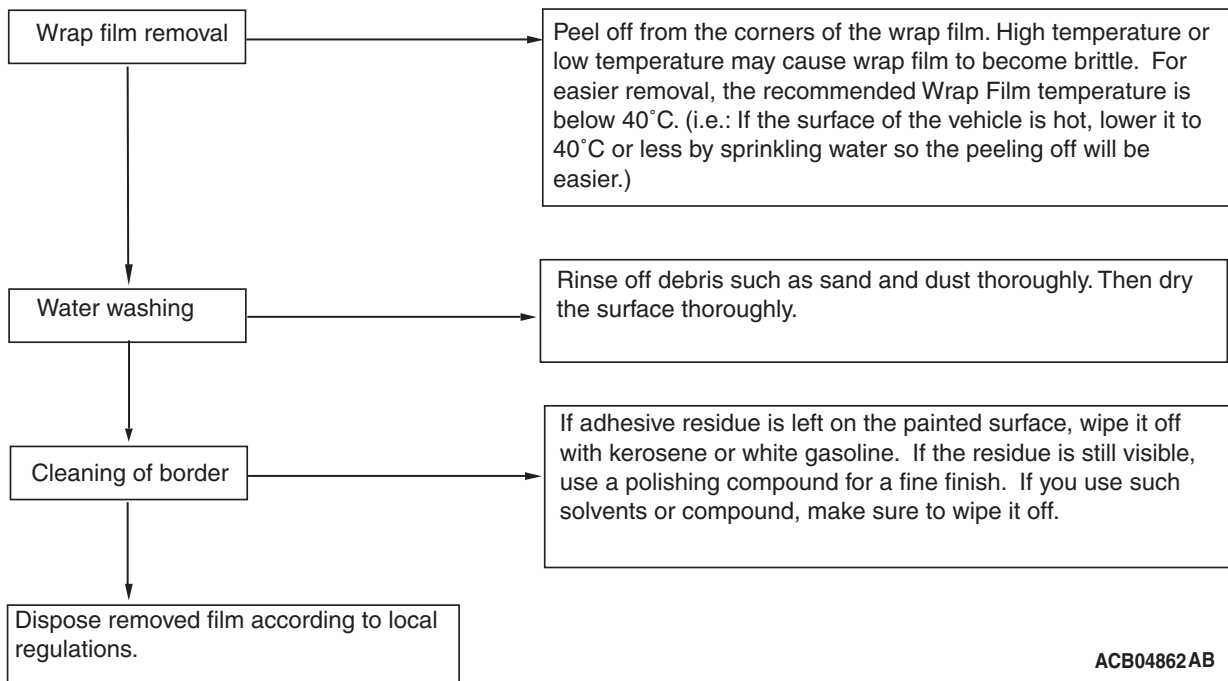 Wrap film removal
Peel off from the corners of the wrap film. High temperature or
low temperature may cause wrap film to become brittle.  For
easier removal, the recommended Wrap Film temperature is
below 40˚C. (i.e.: If the surface of the vehicle is hot, lower it to
40˚C or less by sprinkling water so the peeling off will be
easier.)
Water washing
Rinse off debris such as sand and dust thoroughly. Then dry
the surface thoroughly.
Cleaning of border
If adhesive residue is left on the painted surface, wipe it off
with kerosene or white gasoline.  If the residue is still visible,
use a polishing compound for a fine finish.  If you use such
solvents or compound, make sure to wipe it off.
Dispose removed film according to local
regulations.
ACB04862AB